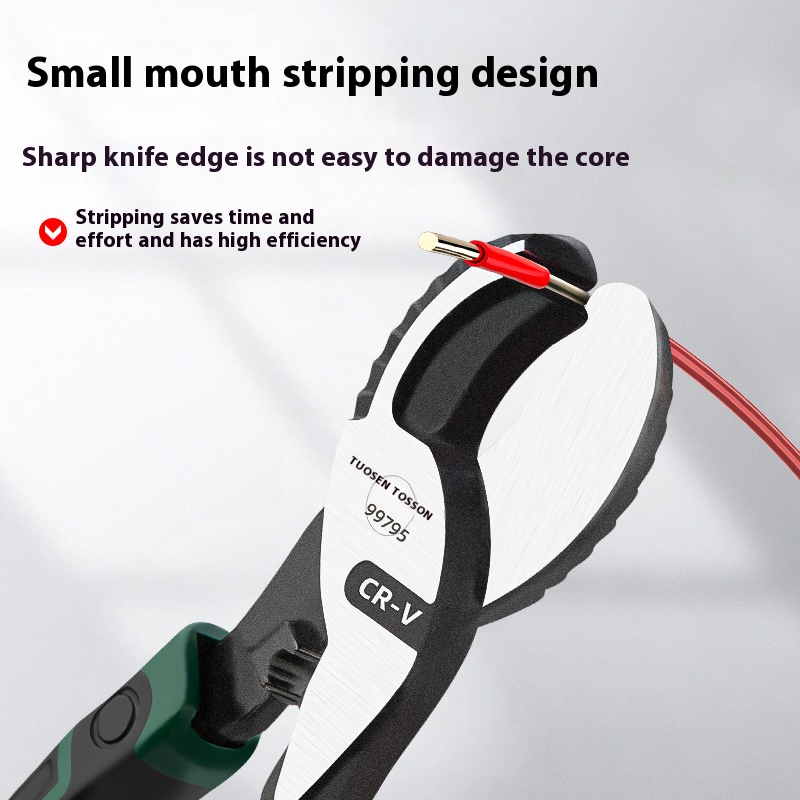 Small mouth stripping design
Sharp knife edge is not easy to damage the core
Stripping saves time and
effort and has high efficiency
TUOSEN TOSSON
99795
CR-V